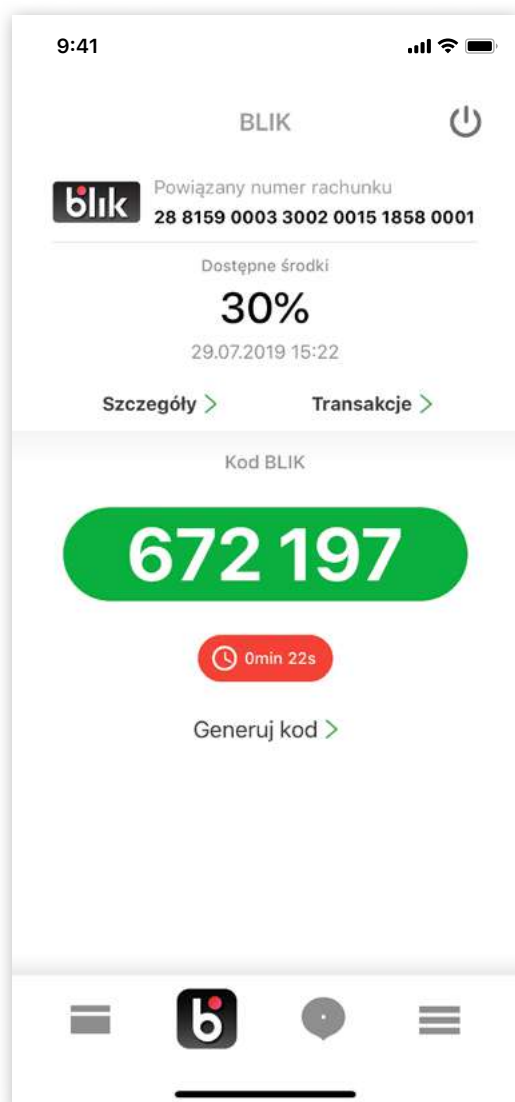 9:41
BLIK
blik
Powiązany numer rachunku
28 8159 0003 3002 0015 1858 0001
Dostępne środki
30%
29.07.2019 15:22
Szczegóły >
Transakcje >
Kod BLIK
672 197
0min 22s
Generuj kod >
b